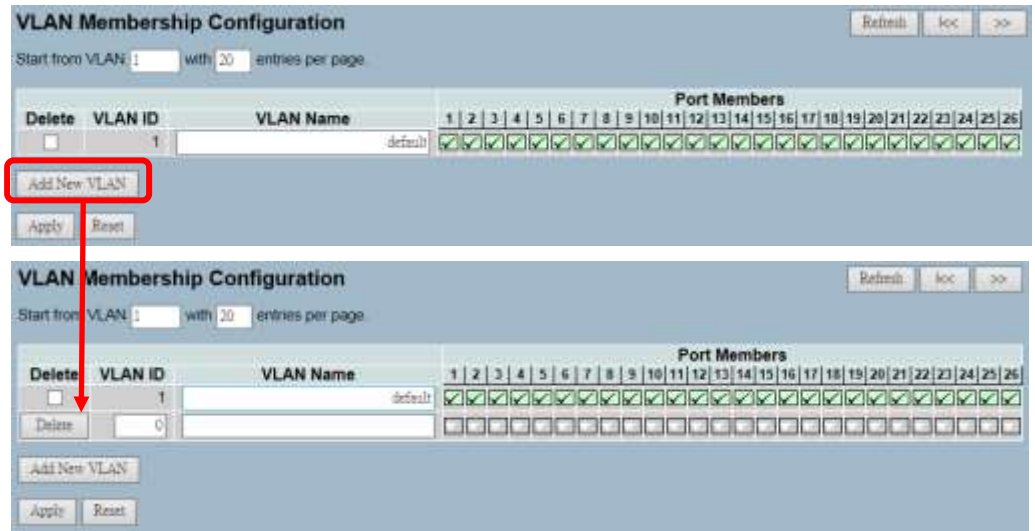 VLAN Membership Configuration
Refresh |<< >>
Start from VLAN 1 with 20 entries per page.
Port Members
Delete VLAN ID VLAN Name 1 2 3 4 5 6 7 8 9 10 11 12 13 14 15 16 17 18 19 20 21 22 23 24 25 26
1 default
Add New VLAN
Apply Reset
VLAN Membership Configuration
Refresh |<< >>
Start from VLAN 1 with 20 entries per page.
Port Members
Delete VLAN ID VLAN Name 1 2 3 4 5 6 7 8 9 10 11 12 13 14 15 16 17 18 19 20 21 22 23 24 25 26
1 default
Delete 0
Add New VLAN
Apply Reset